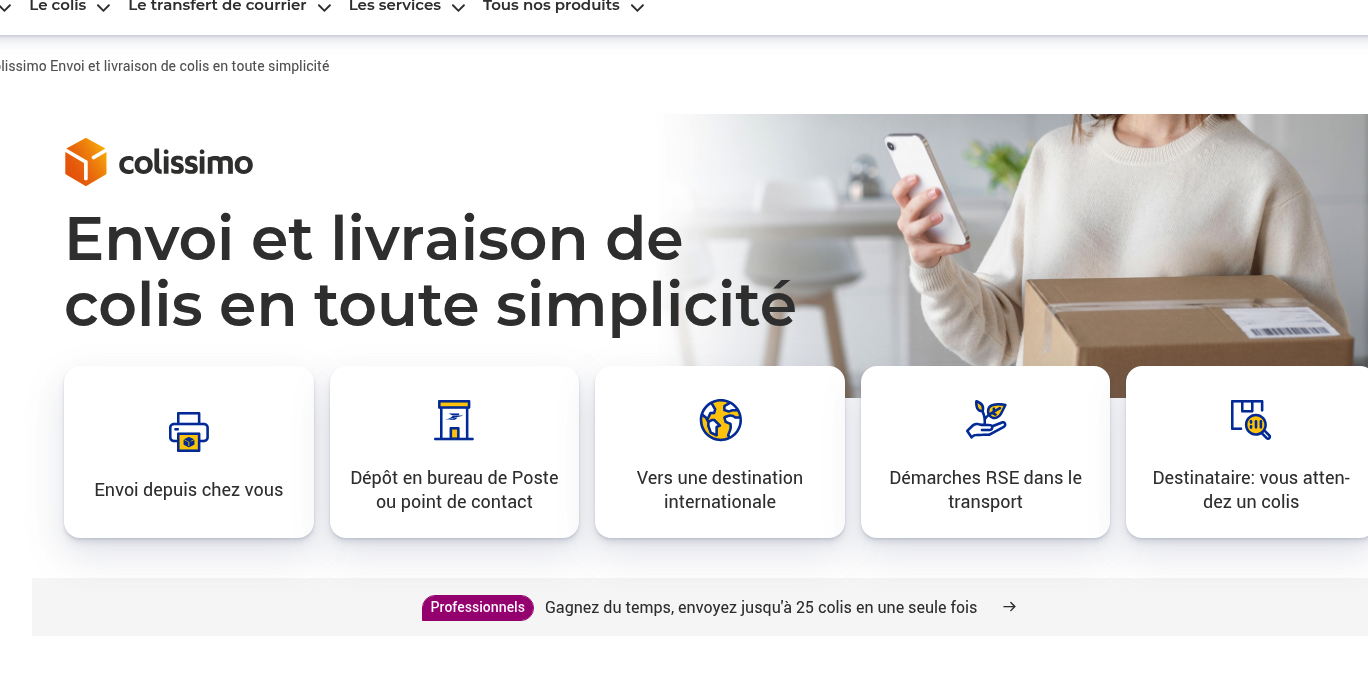 Le colis
Le transfert de courrier
Les services
Tous nos produits
Envoi et livraison de colis en toute simplicité
colissimo
Envoi et livraison de
colis en toute simplicité
Envoi depuis chez vous
Dépôt en bureau de Poste
ou point de contact
Vers une destination
internationale
Démarches RSE dans le
transport
Destinataire: vous atten-
dez un colis
Professionnels
Gagnez du temps, envoyez jusqu'à 25 colis en une seule fois